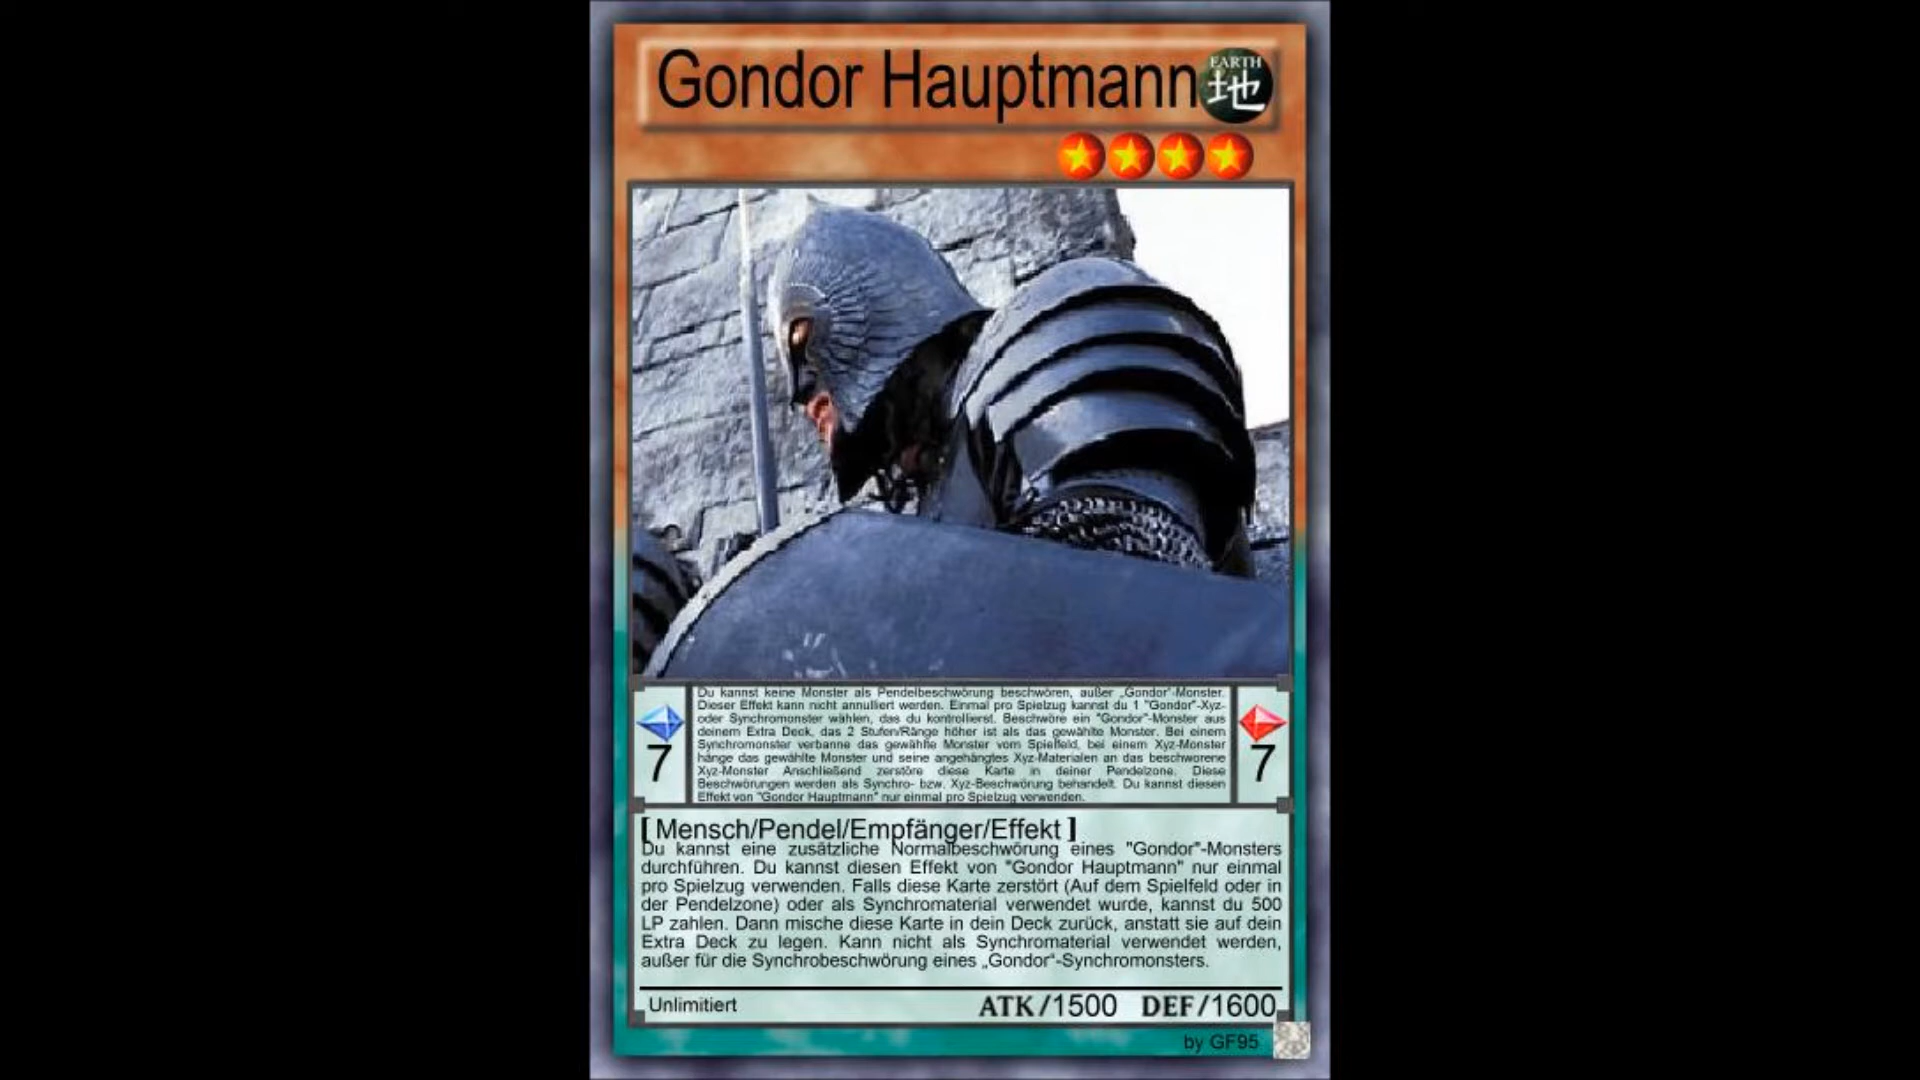 Gondor Hauptmann
EARTH
地
Du kannst keine Monster als Pendelbeschwörung beschwören, außer „Gondor“-Monster.
Dieser Effekt kann nicht annulliert werden. Einmal pro Spielzug kannst du 1 "Gondor"-Xyz-
oder Synchromonster wählen, das du kontrollierst. Beschwöre ein "Gondor"-Monster aus
deinem Extra Deck, das 2 Stufen/Ränge höher ist als das gewählte Monster. Bei einem
Synchromonster verbanne das gewählte Monster vom Spielfeld, bei einem Xyz-Monster
hänge das gewählte Monster und seine angehängtes Xyz-Materialen an das beschworene
Xyz-Monster Anschließend zerstöre diese Karte in deiner Pendelzone. Diese
Beschwörungen werden als Synchro- bzw. Xyz-Beschwörung behandelt. Du kannst diesen
Effekt von "Gondor Hauptmann" nur einmal pro Spielzug verwenden.
7
7
[ Mensch/Pendel/Empfänger/Effekt ]
Du kannst eine zusätzliche Normalbeschwörung eines "Gondor"-Monsters
durchführen. Du kannst diesen Effekt von "Gondor Hauptmann" nur einmal
pro Spielzug verwenden. Falls diese Karte zerstört (Auf dem Spielfeld oder in
der Pendelzone) oder als Synchromaterial verwendet wurde, kannst du 500
LP zahlen. Dann mische diese Karte in dein Deck zurück, anstatt sie auf dein
Extra Deck zu legen. Kann nicht als Synchromaterial verwendet werden,
außer für die Synchrobeschwörung eines „Gondor“-Synchromonsters.
Unlimitiert ATK/1500 DEF/1600
by GF95